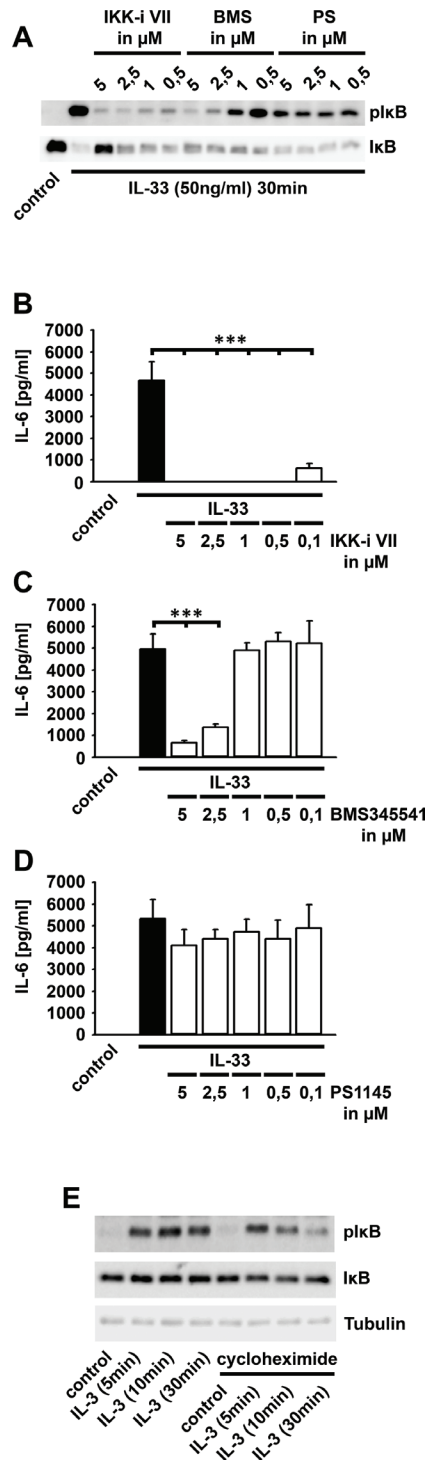 A
IKK-i VII BMS PS
in µM in µM in µM
5 2,5 1 0,5 5 2,5 1 0,5 5 2,5 1 0,5
pIκB
IκB
control
IL-33 (50ng/ml) 30min
B
IL-6 [pg/ml]
7000
6000
5000
4000
3000
2000
1000
0
***
control
IL-33
5 2,5 1 0,5 0,1 IKK-i VII
in µM
C
IL-6 [pg/ml]
7000
6000
5000
4000
3000
2000
1000
0
***
control
IL-33
5 2,5 1 0,5 0,1 BMS345541
in µM
D
IL-6 [pg/ml]
7000
6000
5000
4000
3000
2000
1000
0
control
IL-33
5 2,5 1 0,5 0,1 PS1145
in µM
E
pIκB
IκB
Tubulin
control
IL-3 (5min)
IL-3 (10min)
IL-3 (30min)
cycloheximide
control
IL-3 (5min)
IL-3 (10min)
IL-3 (30min)